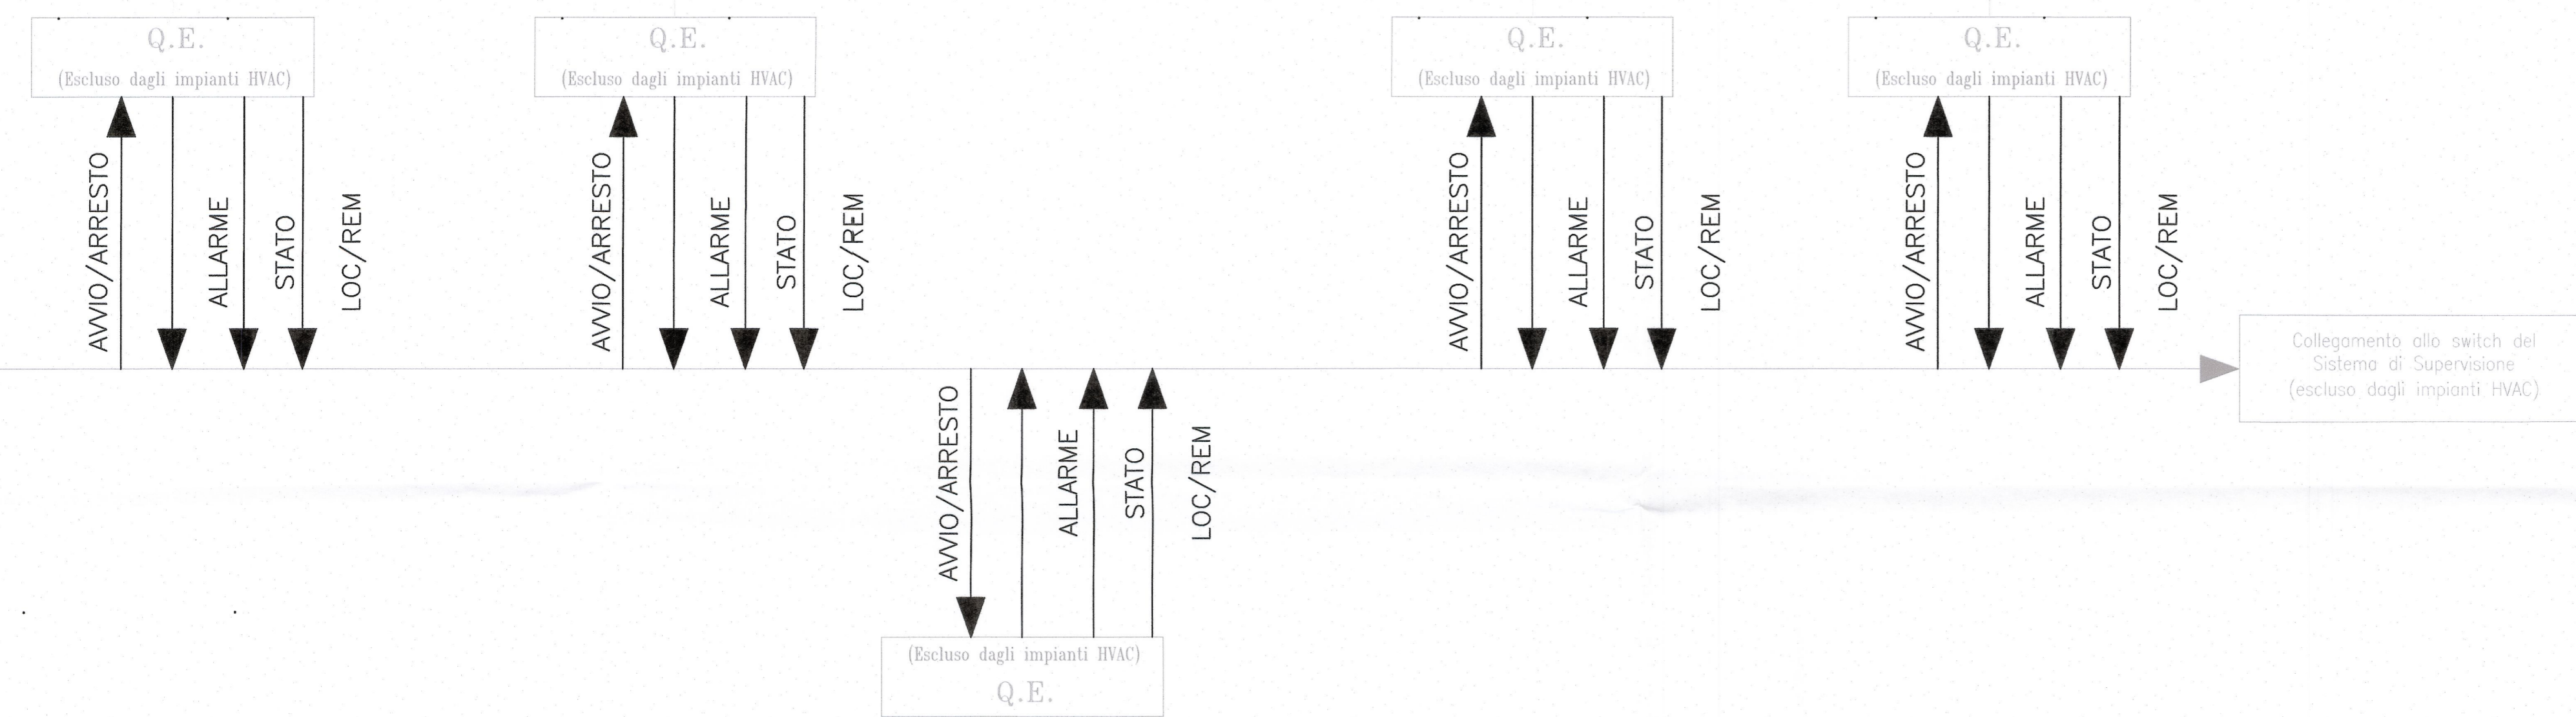 Q.E.
(Escluso dagli impianti HVAC)
AVVIO/ARRESTO
ALLARME
STATO
LOC/REM
Q.E.
(Escluso dagli impianti HVAC)
AVVIO/ARRESTO
ALLARME
STATO
LOC/REM
Q.E.
(Escluso dagli impianti HVAC)
AVVIO/ARRESTO
ALLARME
STATO
LOC/REM
Q.E.
(Escluso dagli impianti HVAC)
AVVIO/ARRESTO
ALLARME
STATO
LOC/REM
Collegamento allo switch del
Sistema di Supervisione
(escluso dagli impianti HVAC)
AVVIO/ARRESTO
ALLARME
STATO
LOC/REM
(Escluso dagli impianti HVAC)
Q.E.